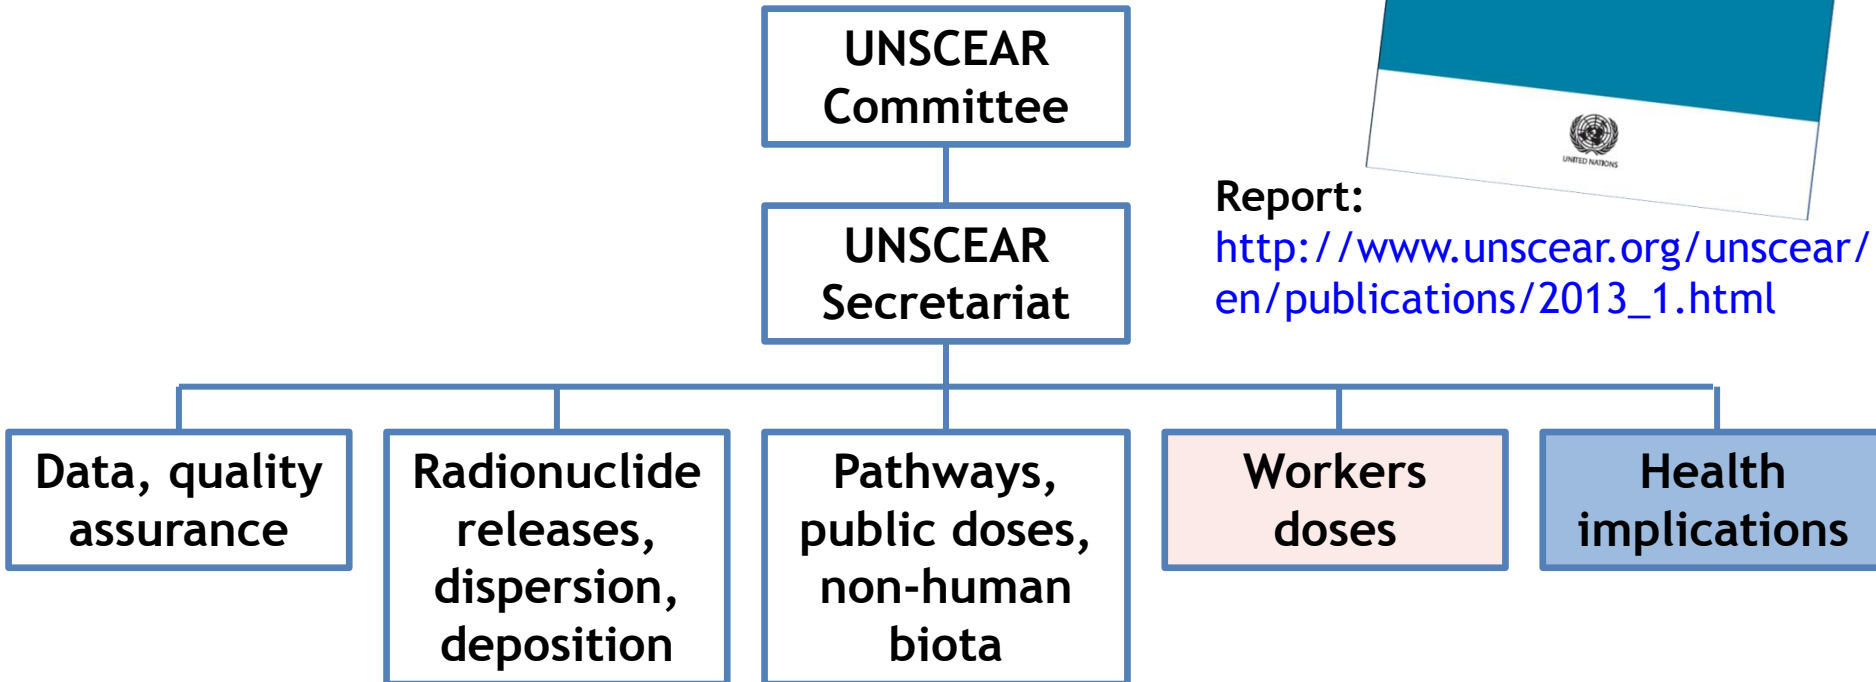 UNSCEAR
Committee
UNITED NATIONS
Report:
http://www.unscear.org/unscear/
en/publications/2013_1.html
UNSCEAR
Secretariat
Data, quality
assurance
Radionuclide
releases,
dispersion,
deposition
Pathways,
public doses,
non-human
biota
Workers
doses
Health
implications